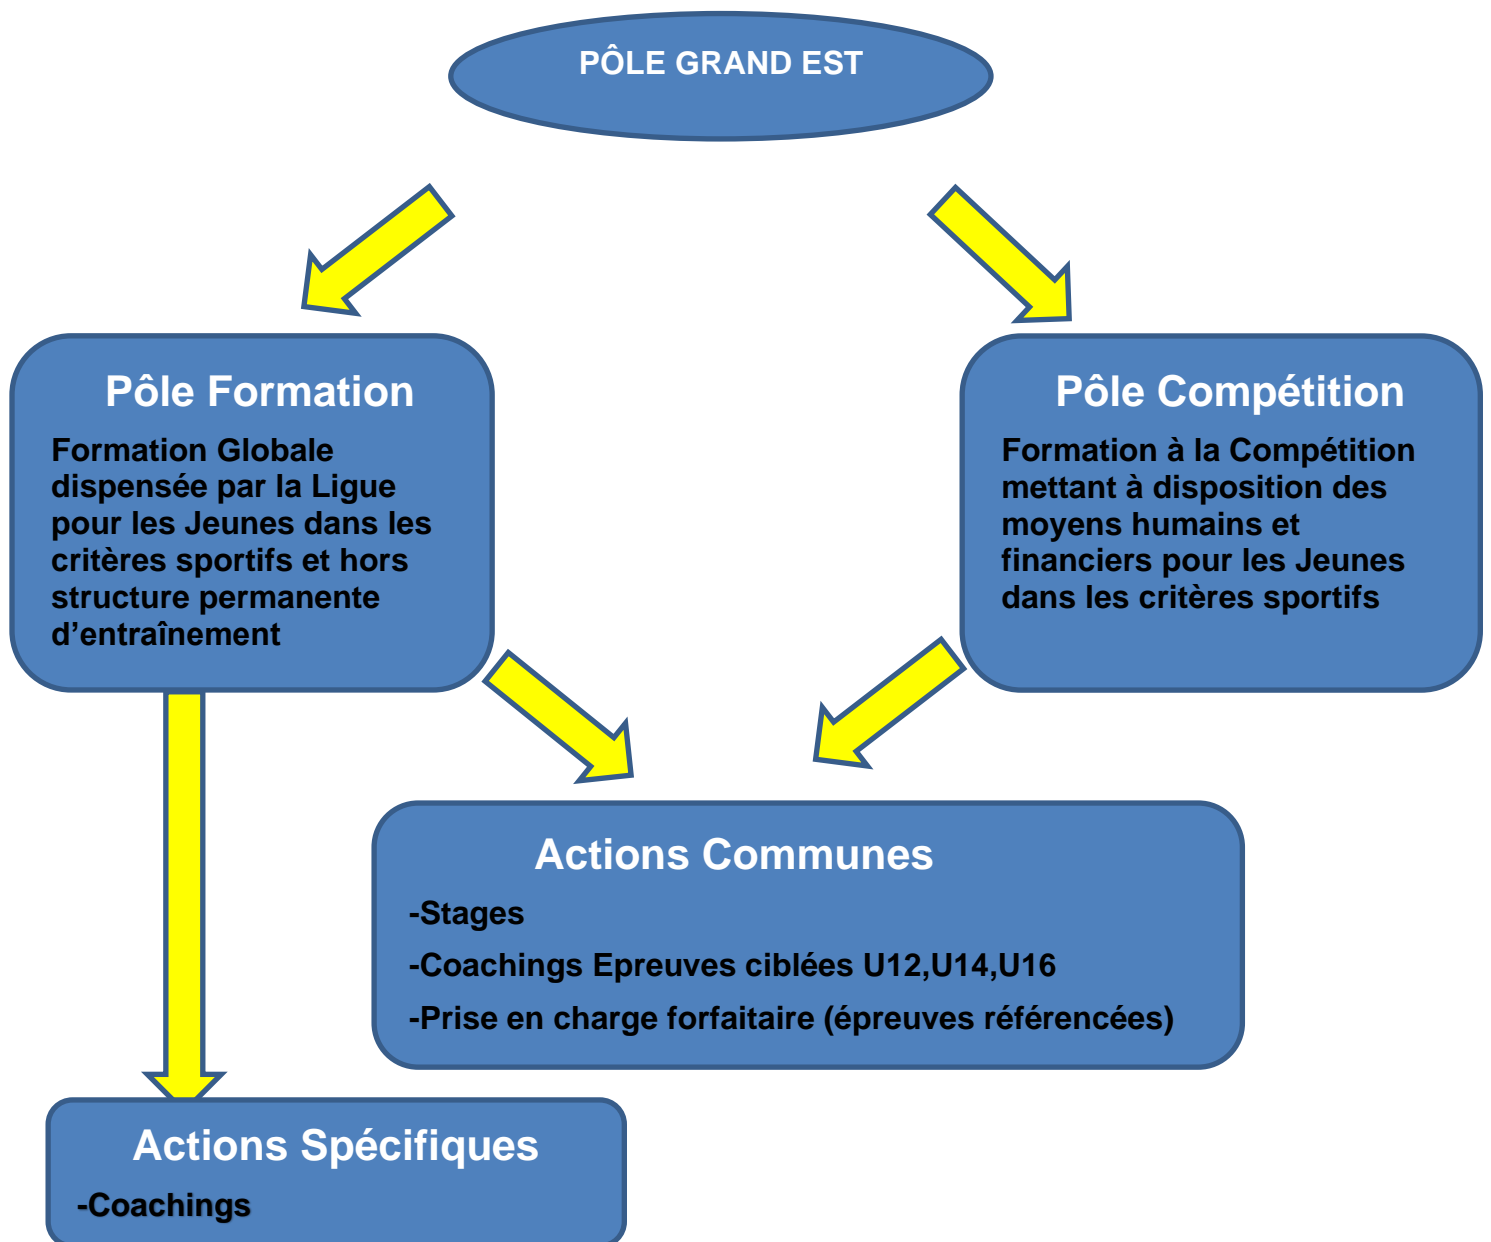 PÔLE GRAND EST
Pôle Formation
Formation Globale
dispensée par la Ligue
pour les Jeunes dans les
critères sportifs et hors
structure permanente
d’entraînement
Pôle Compétition
Formation à la Compétition
mettant à disposition des
moyens humains et
financiers pour les Jeunes
dans les critères sportifs
Actions Communes
-Stages
-Coachings Epreuves ciblées U12,U14,U16
-Prise en charge forfaitaire (épreuves référencées)
Actions Spécifiques
-Coachings